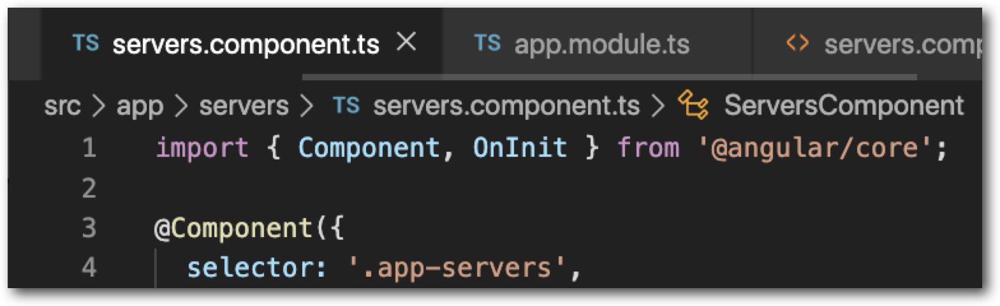 TS servers.component.ts × TS app.module.ts <> servers.comp
src > app > servers > TS servers.component.ts > ServersComponent
1 import { Component, OnInit } from '@angular/core';
2
3 @Component({
4 selector: '.app-servers',